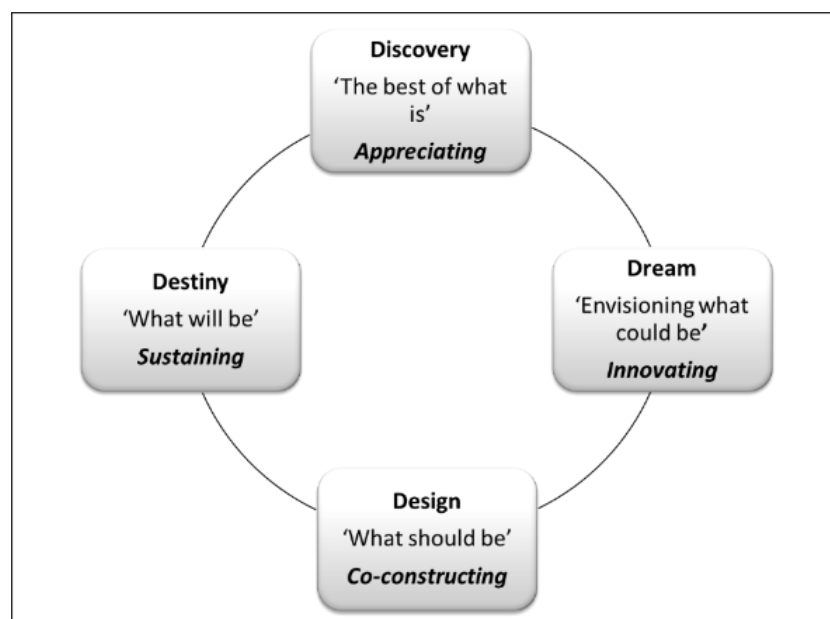 Discovery
‘The best of what
is’
Appreciating
Destiny
‘What will be’
Sustaining
Dream
‘Envisioning what
could be’
Innovating
Design
‘What should be’
Co-constructing